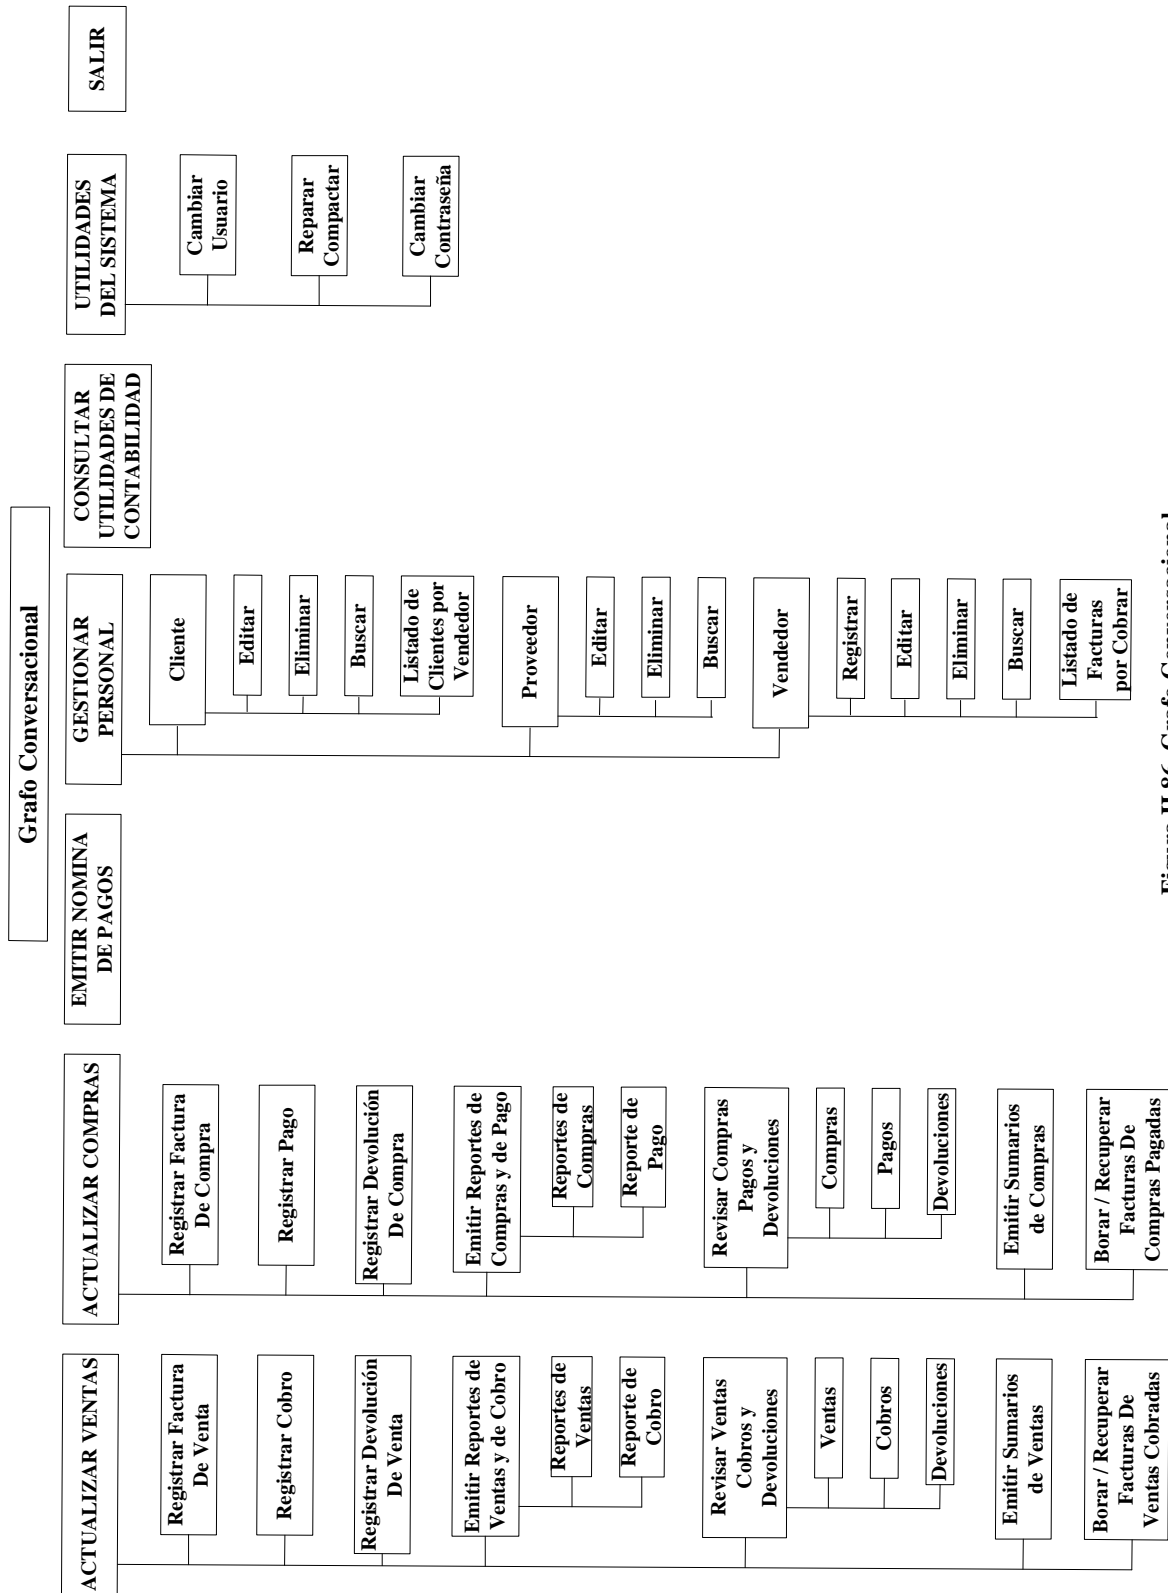 Grafo Conversacional
ACTUALIZAR VENTAS
Registrar Factura
De Venta
Registrar Cobro
Registrar Devolución
De Venta
Emitir Reportes de
Ventas y de Cobro
Reportes de
Ventas
Reporte de
Cobro
Revisar Ventas
Cobros y
Devoluciones
Ventas
Cobros
Devoluciones
Emitir Sumarios
de Ventas
Borar / Recuperar
Facturas De
Ventas Cobradas
ACTUALIZAR COMPRAS
Registrar Factura
De Compra
Registrar Pago
Registrar Devolución
De Compra
Emitir Reportes de
Compras y de Pago
Reportes de
Compras
Reporte de
Pago
Revisar Compras
Pagos y
Devoluciones
Compras
Pagos
Devoluciones
Emitir Sumarios
de Compras
Borar / Recuperar
Facturas De
Compras Pagadas
EMITIR NOMINA
DE PAGOS
GESTIONAR
PERSONAL
Cliente
Editar
Eliminar
Buscar
Listado de
Clientes por
Vendedor
Proveedor
Editar
Eliminar
Buscar
Vendedor
Registrar
Editar
Eliminar
Buscar
Listado de
Facturas
por Cobrar
CONSULTAR
UTILIDADES DE
CONTABILIDAD
UTILIDADES
DEL SISTEMA
Cambiar
Usuario
Reparar
Compactar
Cambiar
Contraseña
SALIR
Figura II.86. Grafo Conversacional